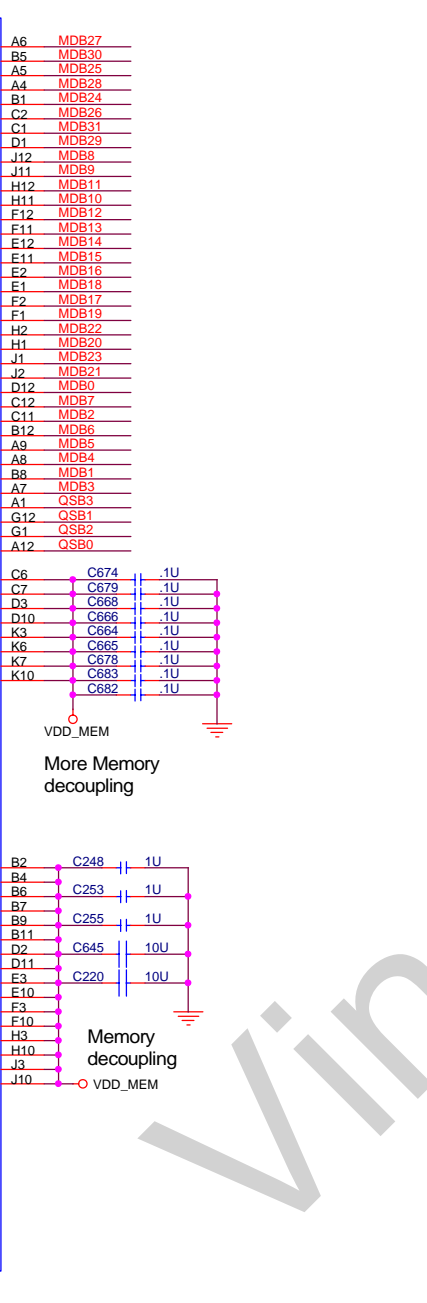 A6 MDB27
B5 MDB30
A5 MDB25
A4 MDB28
B1 MDB24
C2 MDB26
C1 MDB31
D1 MDB29
J12 MDB8
J11 MDB9
H12 MDB11
H11 MDB10
F12 MDB12
F11 MDB13
E12 MDB14
E11 MDB15
E2 MDB16
E1 MDB18
F2 MDB17
F1 MDB19
H2 MDB22
H1 MDB20
J1 MDB23
J2 MDB21
D12 MDB0
C12 MDB7
C11 MDB2
B12 MDB6
A9 MDB5
A8 MDB4
B8 MDB1
A7 MDB3
A1 QSB3
G12 QSB1
G1 QSB2
A12 QSB0
C6 C674 .1U
C7 C679 .1U
D3 C668 .1U
D10 C666 .1U
K3 C664 .1U
K6 C665 .1U
K7 C678 .1U
K10 C683 .1U
C682 .1U
VDD_MEM
More Memory
decoupling
B2 C248 1U
B4
B6 C253 1U
B7
B9 C255 1U
B11
D2 C645 10U
D11
E3 C220 10U
E10
F3
F10
H3
H10
J3
J10
Memory
decoupling
VDD_MEM
Vin